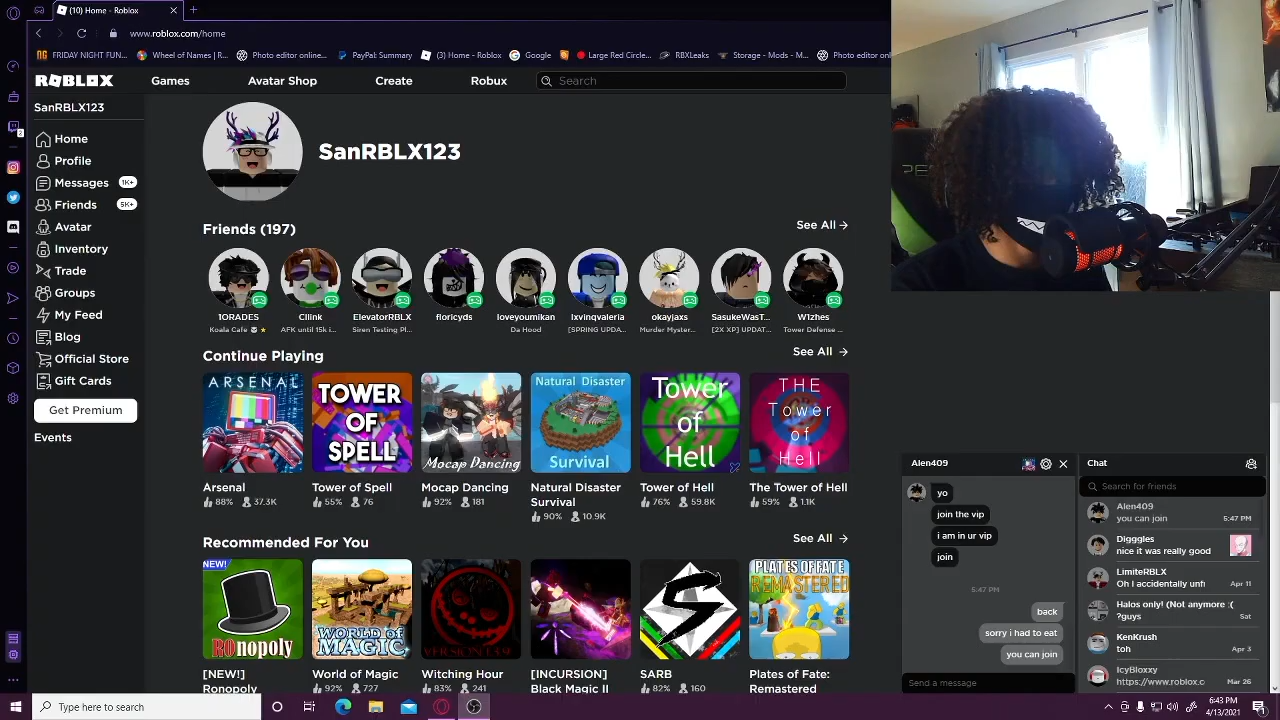 (10) Home - Roblox
www.roblox.com/home
FRIDAY NIGHT FUN...
Wheel of Names | R...
Photo editor online...
PayPal: Summary
(3) Home - Roblox
Google
Large Red Circle...
RBXLeaks
Storage - Mods - M...
Photo editor onlin
ROBLOX
Games
Avatar Shop
Create
Robux
Search
SanRBLX123
Home
Profile
Messages 1K+
Friends 5K+
Avatar
Inventory
Trade
Groups
My Feed
Blog
Official Store
Gift Cards
Get Premium
Events
SanRBLX123
Friends (197)
See All
1ORADES
Koala Cafe
floricyds
ElevatorRBLX
AFK until 15k i...
Siren Testing Pl...
loveyoumikan
Da Hood
lxvingvaleria
[SPRING UPDA...
okayjaxs
Murder Myster...
SasukeWasT...
[2X XP] UPDAT...
W1zhes
Tower Defense ...
Continue Playing
See All
ARSENAL
TOWER
OF
SPELL
Mocap Dancing
Natural Disaster
Survival
Tower
of
Hell
THE
Tower
of
Hell
Arsenal
88% 37.3K
Tower of Spell
86% 76
Mocap Dancing
92% 181
Natural Disaster
Survival
90% 10.9K
Tower of Hell
76% 59.8K
The Tower of Hell
59% 1.1K
Recommended For You
See All
NEW!
RONOPOLY
WORLD of
MAGIC
VERSION 1.3.9
S
PLATES OF FATE
REMASTERED
[NEW!]
Ronopoly
World of Magic
92% 727
Witching Hour
83% 241
[INCURSION]
Black Magic II
SARB
82% 160
Plates of Fate:
Remastered
Alen409
yo
join the vip
i am in ur vip
join
5:47 PM
back
sorry i had to eat
you can join
Send a message
Chat
Search for friends
Alen409
you can join 5:47 PM
Digggles
nice it was really good
LimiteRBLX
Oh I accidentally unfr Apr 11
Halos only! (Not anymore :(
?guys Sat
KenKrush
toh Apr 3
IcyBloxxy
https://www.roblox.c Mar 26
Type here to search
6:43 PM
4/13/2021